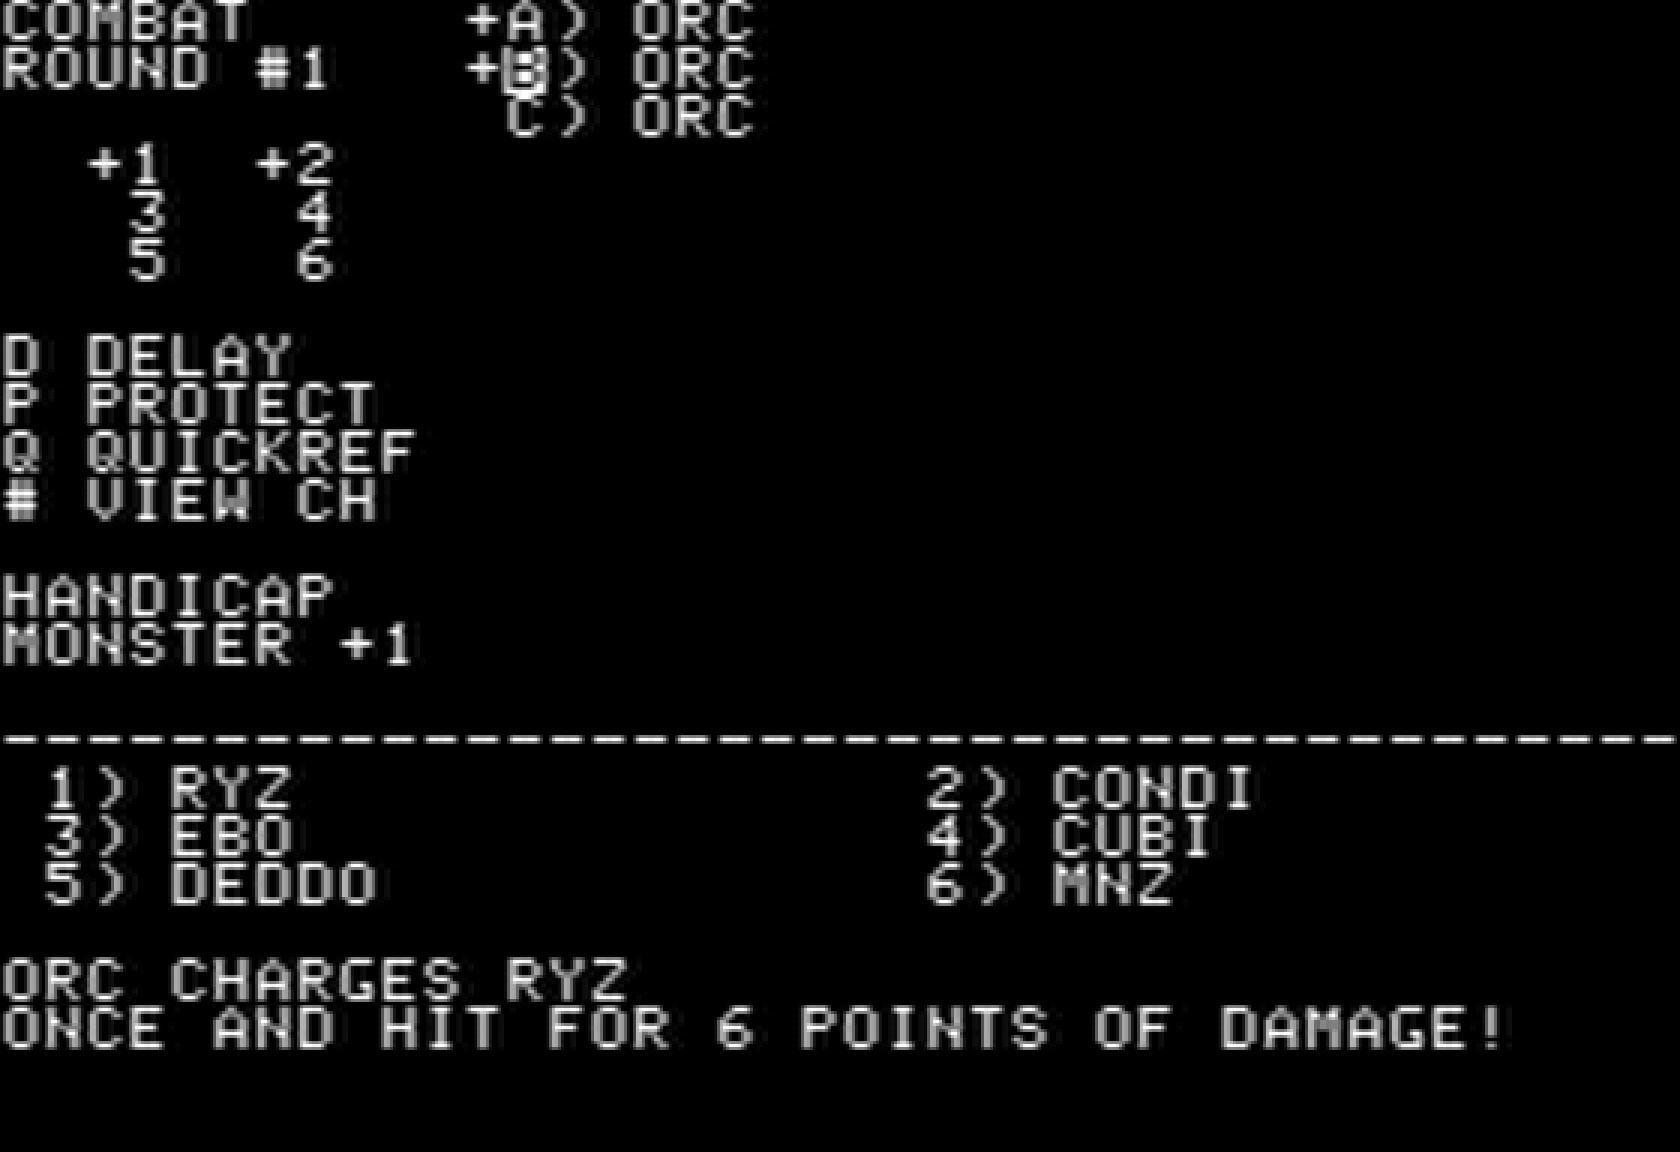 COMBAT +A) ORC
ROUND #1 +B) ORC
C) ORC
+1 +2
3 4
5 6
D DELAY
P PROTECT
Q QUICKREF
# VIEW CH
HANDICAP
MONSTER +1
----------------------------------------
1) RYZ 2) CONDI
3) EBO 4) CUBI
5) DEDDO 6) MNZ
ORC CHARGES RYZ
ONCE AND HIT FOR 6 POINTS OF DAMAGE!